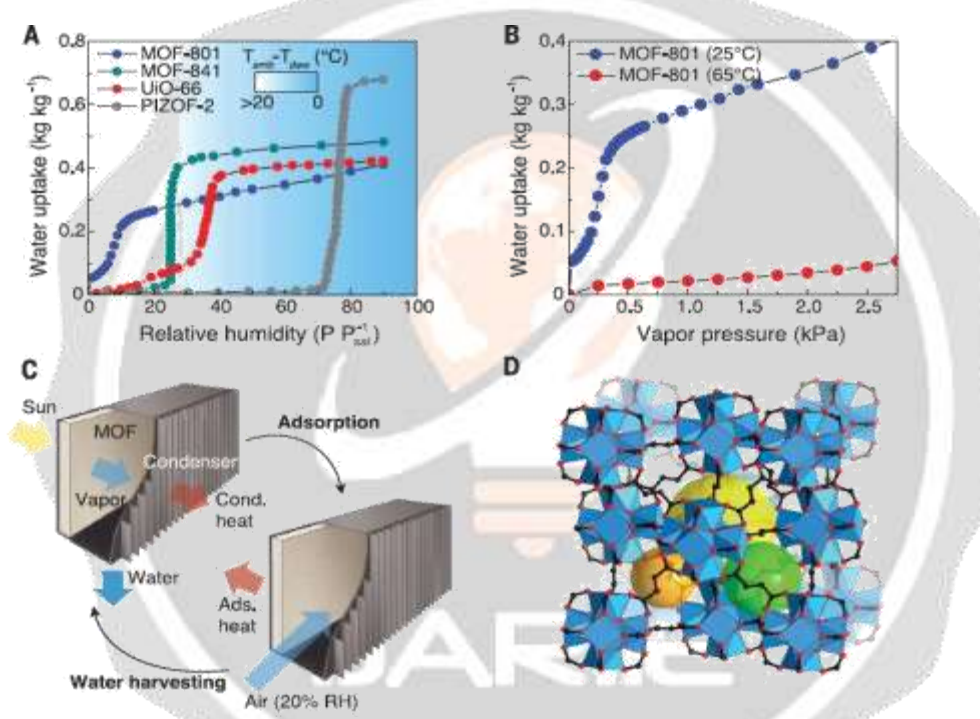 A
0.8
0.6
0.4
0.2
0
Water uptake (kg kg⁻¹)
MOF-801
MOF-841
UiO-66
PIZOF-2
T_amb-T_dew (°C)
>20 0
0 20 40 60 80 100
Relative humidity (P P_sat⁻¹)
B
0.4
0.3
0.2
0.1
0
Water uptake (kg kg⁻¹)
MOF-801 (25°C)
MOF-801 (65°C)
0 0.5 1.0 1.5 2.0 2.5
Vapor pressure (kPa)
C
Sun
MOF
Condenser
Vapor
Cond.
heat
Water
Adsorption
Ads.
heat
Water harvesting
Air (20% RH)
D